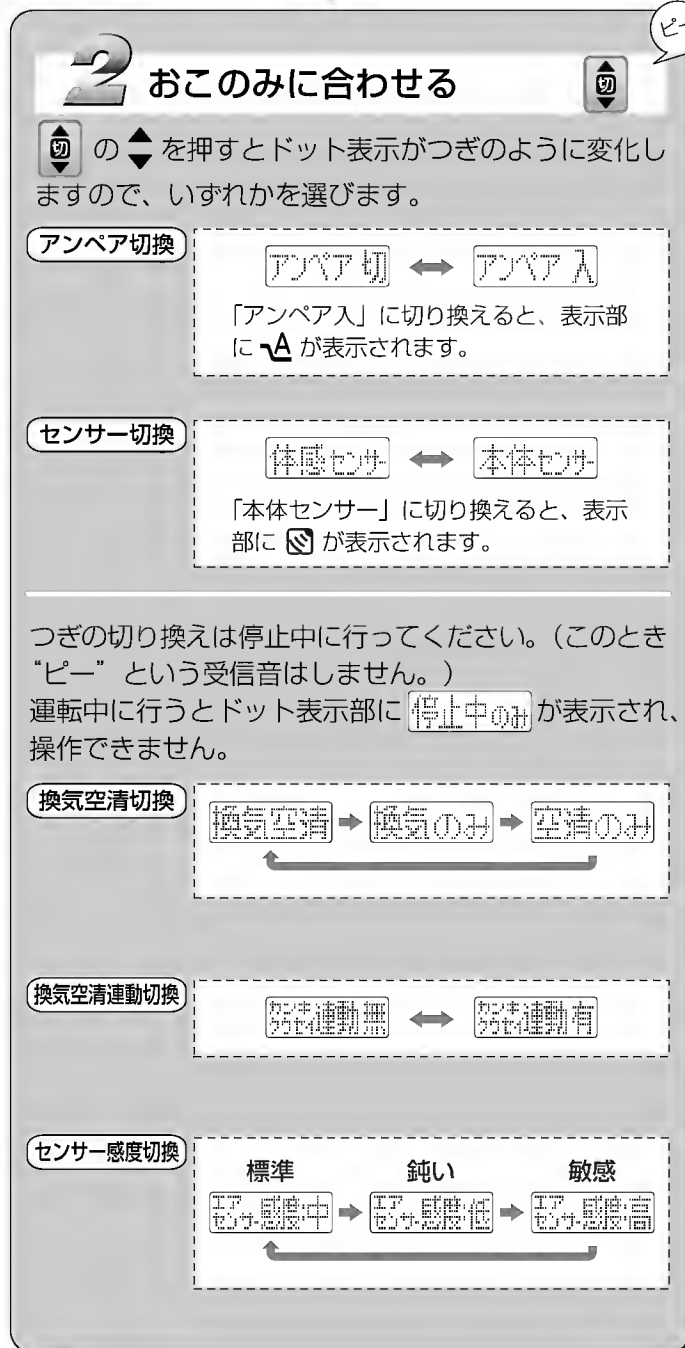 ピー
2 おこのみに合わせる 切
切 の を押すとドット表示がつぎのように変化し
ますので、いずれかを選びます。
アンペア切換
アンペア 切 ⟺ アンペア 入
「アンペア入」に切り換えると、表示部
に A が表示されます。
センサー切換
体感センサー ⟺ 本体センサー
「本体センサー」に切り換えると、表示
部に が表示されます。
つぎの切り換えは停止中に行ってください。(このとき
“ピー”という受信音はしません。)
運転中に行うとドット表示部に 停止中のみ が表示され、
操作できません。
換気空清切換
換気空清 ➡ 換気のみ ➡ 空清のみ
換気空清連動切換
カンキクウセイ連動 無 ⟺ カンキクウセイ連動 有
センサー感度切換
標準 鈍い 敏感
エアセンサー感度:中 ➡ エアセンサー感度:低 ➡ エアセンサー感度:高